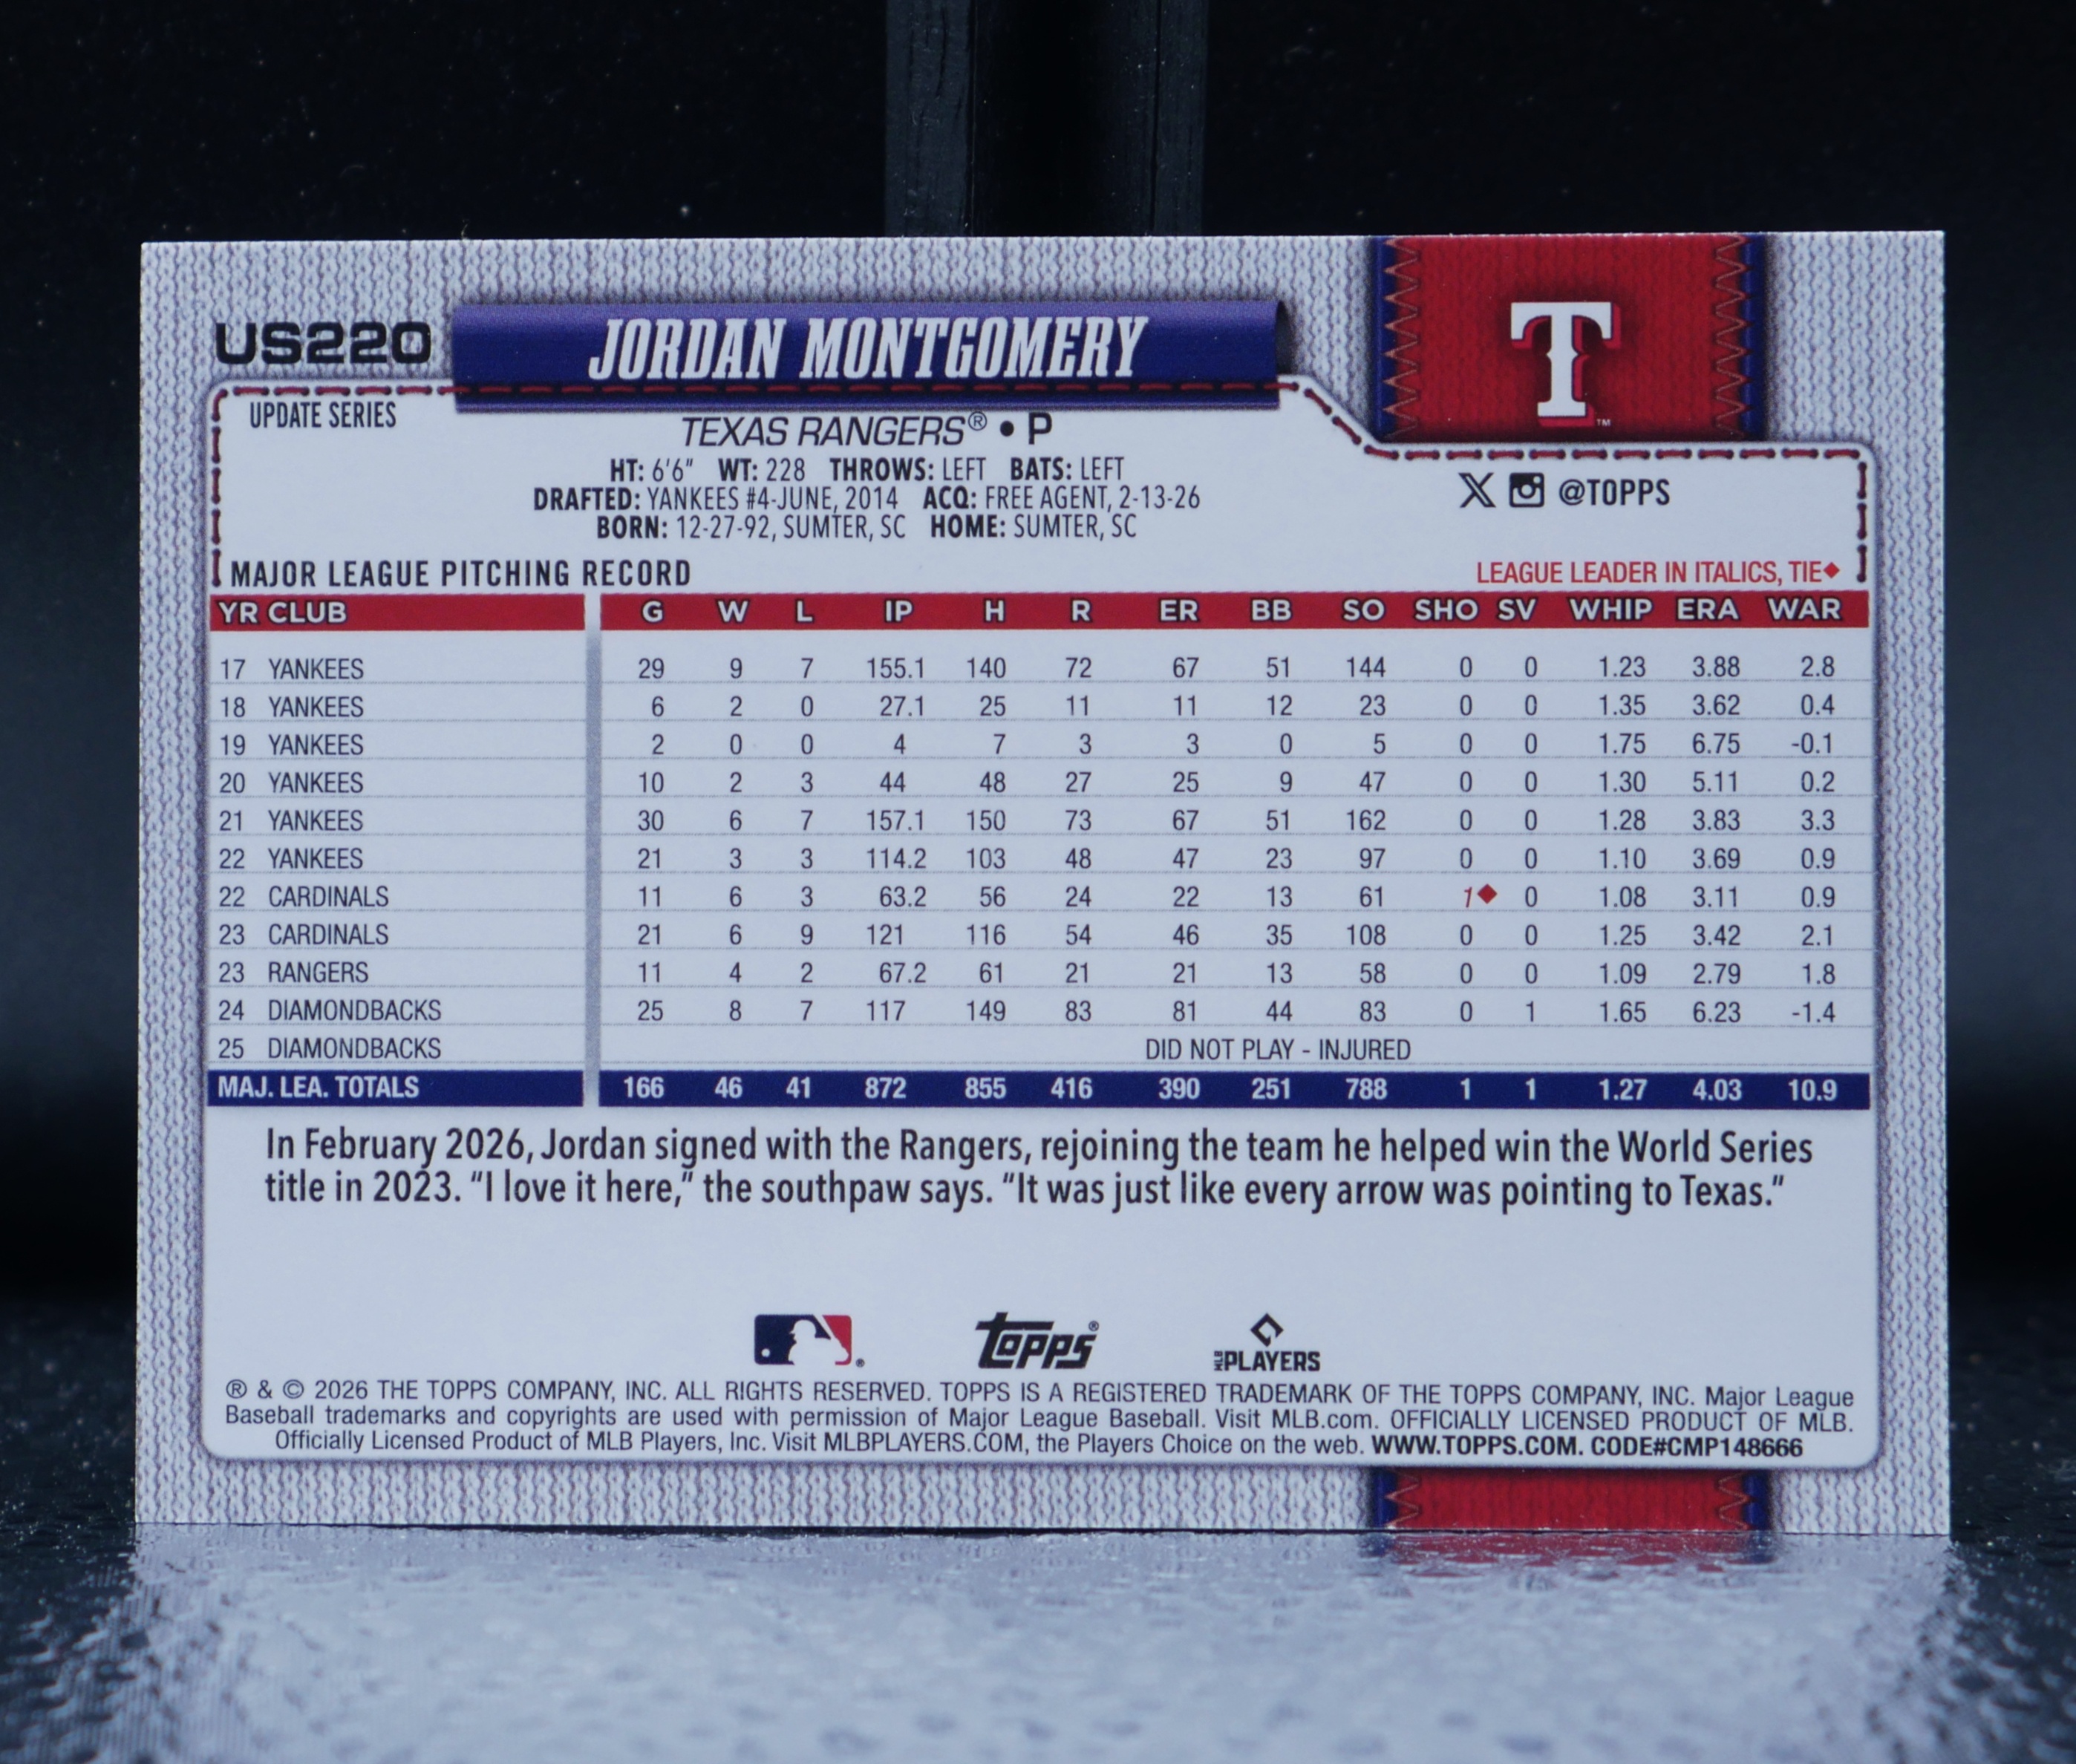 US220 JORDAN MONTGOMERY
T™
UPDATE SERIES
TEXAS RANGERS® • P
HT: 6'6" WT: 228 THROWS: LEFT BATS: LEFT
DRAFTED: YANKEES #4-JUNE, 2014 ACQ: FREE AGENT, 2-13-26
BORN: 12-27-92, SUMTER, SC HOME: SUMTER, SC
@TOPPS
MAJOR LEAGUE PITCHING RECORD LEAGUE LEADER IN ITALICS, TIE◆
YR CLUB G W L IP H R ER BB SO SHO SV WHIP ERA WAR
17 YANKEES 29 9 7 155.1 140 72 67 51 144 0 0 1.23 3.88 2.8
18 YANKEES 6 2 0 27.1 25 11 11 12 23 0 0 1.35 3.62 0.4
19 YANKEES 2 0 0 4 7 3 3 0 5 0 0 1.75 6.75 -0.1
20 YANKEES 10 2 3 44 48 27 25 9 47 0 0 1.30 5.11 0.2
21 YANKEES 30 6 7 157.1 150 73 67 51 162 0 0 1.28 3.83 3.3
22 YANKEES 21 3 3 114.2 103 48 47 23 97 0 0 1.10 3.69 0.9
22 CARDINALS 11 6 3 63.2 56 24 22 13 61 1◆ 0 1.08 3.11 0.9
23 CARDINALS 21 6 9 121 116 54 46 35 108 0 0 1.25 3.42 2.1
23 RANGERS 11 4 2 67.2 61 21 21 13 58 0 0 1.09 2.79 1.8
24 DIAMONDBACKS 25 8 7 117 149 83 81 44 83 0 1 1.65 6.23 -1.4
25 DIAMONDBACKS DID NOT PLAY - INJURED
MAJ. LEA. TOTALS 166 46 41 872 855 416 390 251 788 1 1 1.27 4.03 10.9
In February 2026, Jordan signed with the Rangers, rejoining the team he helped win the World Series
title in 2023. “I love it here,” the southpaw says. “It was just like every arrow was pointing to Texas.”
® Topps® MLB PLAYERS
® & © 2026 THE TOPPS COMPANY, INC. ALL RIGHTS RESERVED. TOPPS IS A REGISTERED TRADEMARK OF THE TOPPS COMPANY, INC. Major League
Baseball trademarks and copyrights are used with permission of Major League Baseball. Visit MLB.com. OFFICIALLY LICENSED PRODUCT OF MLB.
Officially Licensed Product of MLB Players, Inc. Visit MLBPLAYERS.COM, the Players Choice on the web. WWW.TOPPS.COM. CODE#CMP148666